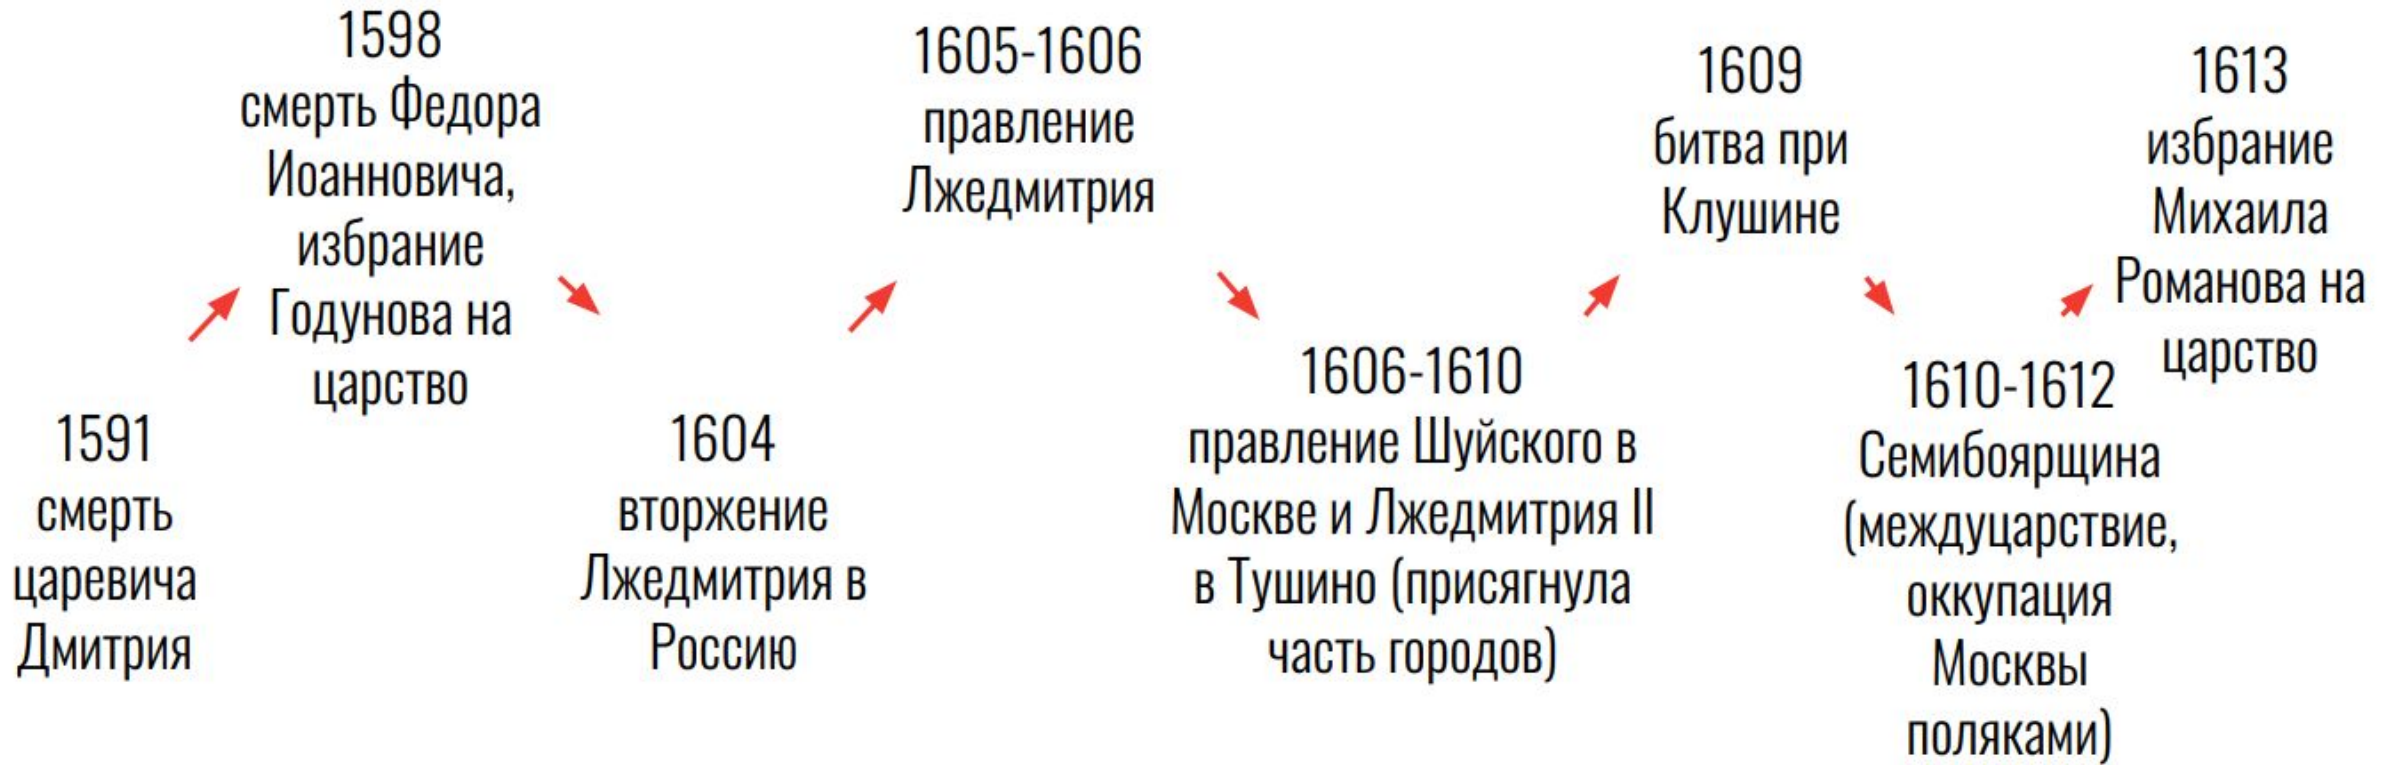 1591
смерть
царевича
Дмитрия
1598
смерть Федора
Иоанновича,
избрание
Годунова на
царство
1604
вторжение
Лжедмитрия в
Россию
1605-1606
правление
Лжедмитрия
1606-1610
правление Шуйского в
Москве и Лжедмитрия II
в Тушино (присягнула
часть городов)
1609
битва при
Клушине
1610-1612
Семибоярщина
(междуцарствие,
оккупация
Москвы
поляками)
1613
избрание
Михаила
Романова на
царство